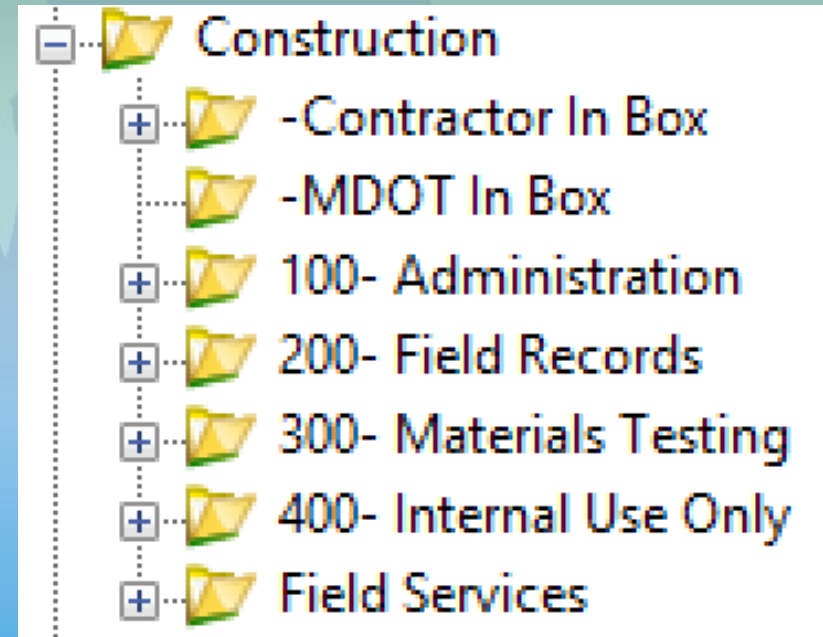 Construction
-Contractor In Box
-MDOT In Box
100- Administration
200- Field Records
300- Materials Testing
400- Internal Use Only
Field Services